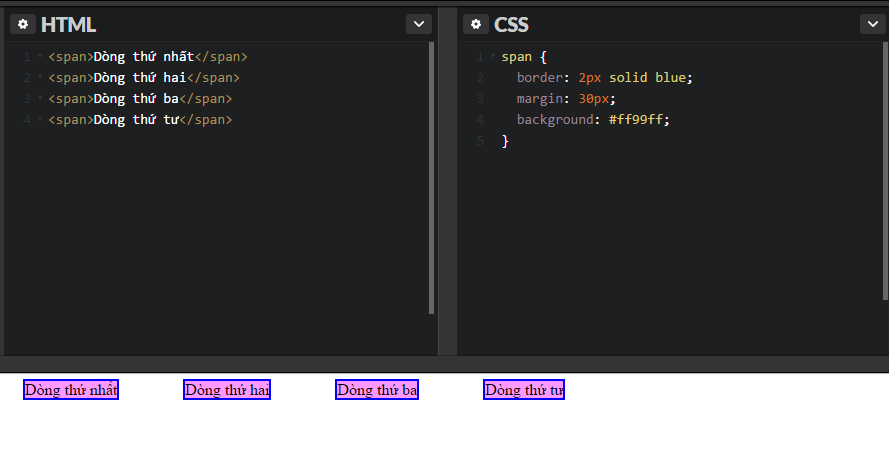 HTML
1 <span>Dòng thứ nhất</span>
2 <span>Dòng thứ hai</span>
3 <span>Dòng thứ ba</span>
4 <span>Dòng thứ tư</span>
CSS
1 span {
2 border: 2px solid blue;
3 margin: 30px;
4 background: #ff99ff;
5 }
Dòng thứ nhất Dòng thứ hai Dòng thứ ba Dòng thứ tư